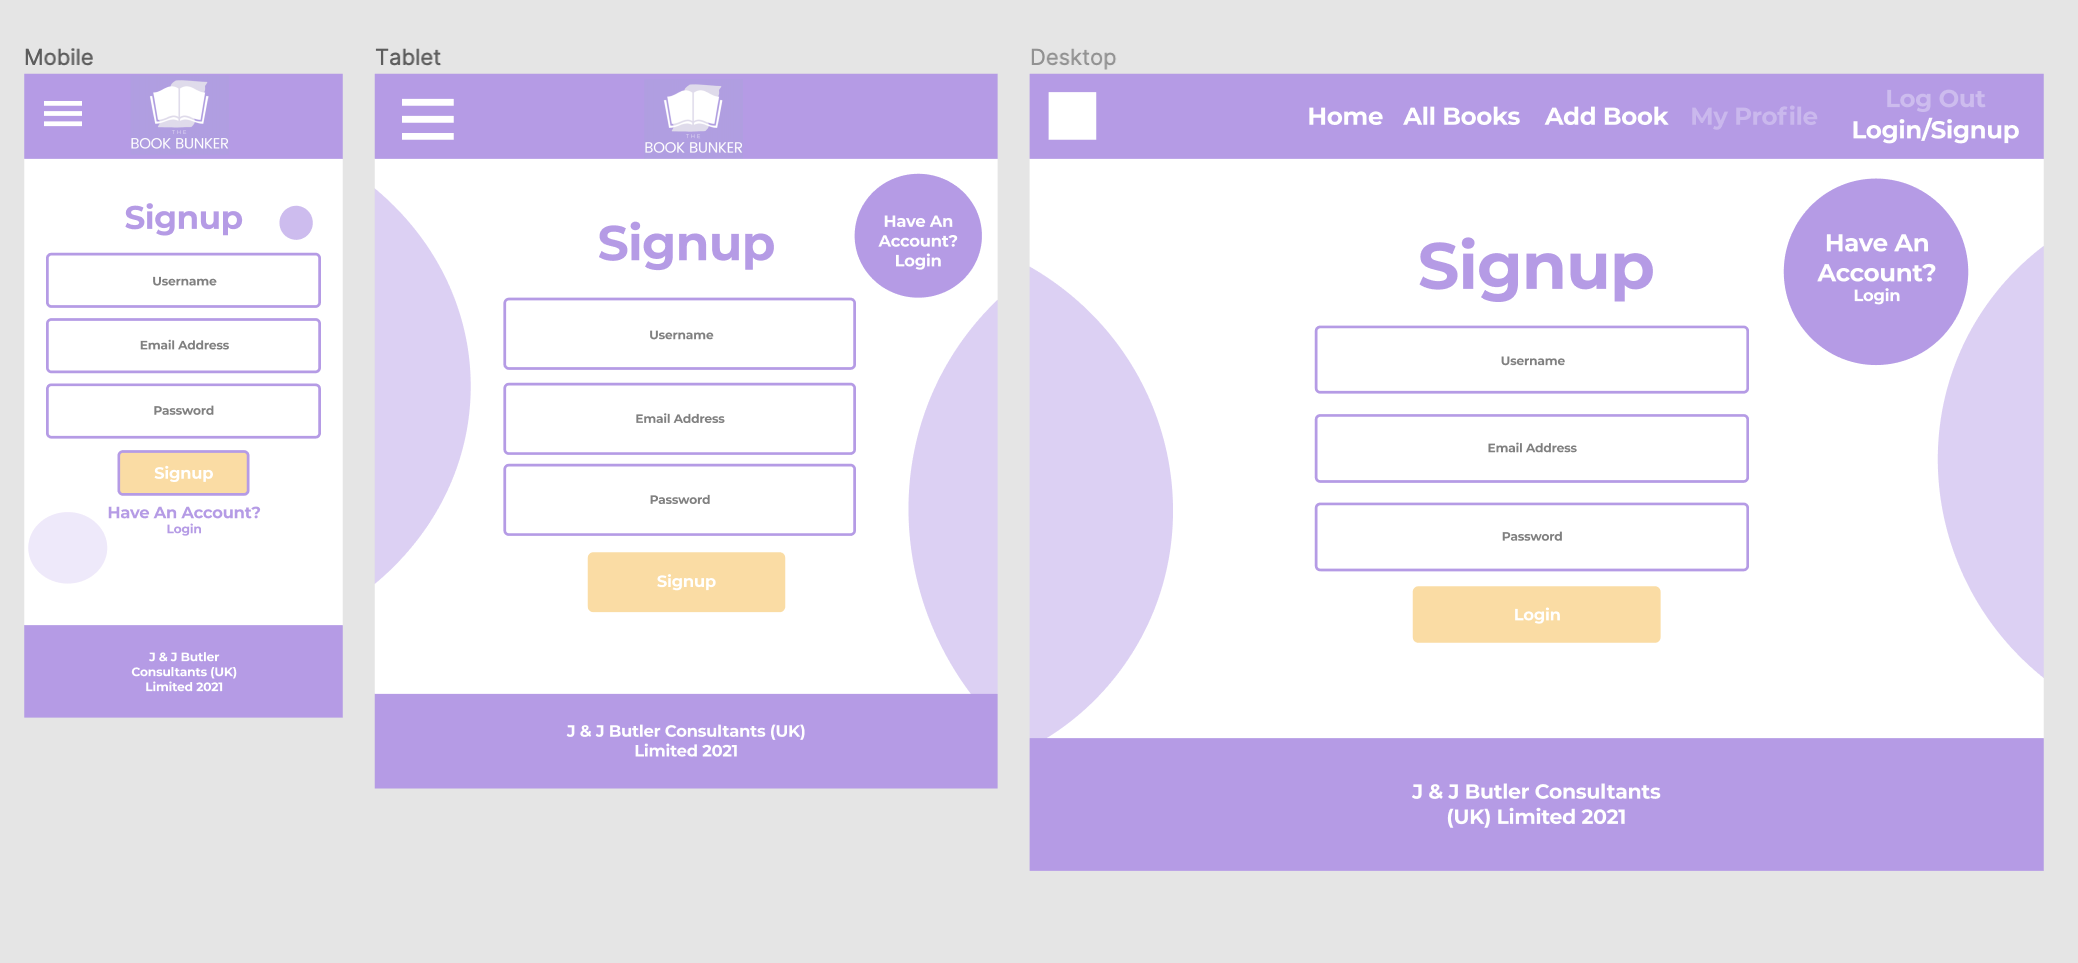 Mobile
THE
BOOK BUNKER
Signup
Username
Email Address
Password
Signup
Have An Account?
Login
J & J Butler
Consultants (UK)
Limited 2021
Tablet
THE
BOOK BUNKER
Have An
Account?
Login
Signup
Username
Email Address
Password
Signup
J & J Butler Consultants (UK)
Limited 2021
Desktop
Home All Books Add Book My Profile
Log Out
Login/Signup
Have An
Account?
Login
Signup
Username
Email Address
Password
Login
J & J Butler Consultants
(UK) Limited 2021